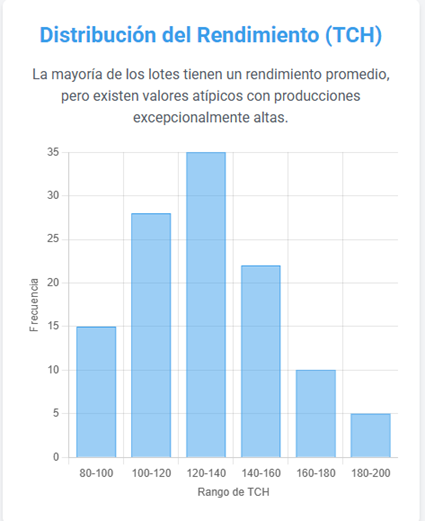 Distribución del Rendimiento (TCH)
La mayoría de los lotes tienen un rendimiento promedio,
pero existen valores atípicos con producciones
excepcionalmente altas.
35
30
25
20
15
10
5
0
Frecuencia
80-100 100-120 120-140 140-160 160-180 180-200
Rango de TCH